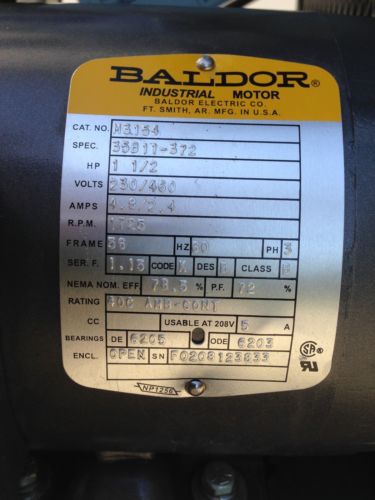 BALDOR®
INDUSTRIAL MOTOR
BALDOR ELECTRIC CO.
FT. SMITH, AR. MFG. IN U.S.A.
CAT. NO. M3154
SPEC. 35B11-372
HP 1 1/2
VOLTS 230/460
AMPS 4.8/2.4
R.P.M. 1725
FRAME 56 HZ 60 PH 3
SER. F. 1.15 CODE K DES CLASS B
NEMA NOM. EFF 78.5 % P.F. 72 %
RATING 40C AMB-CONT
CC USABLE AT 208V 5 A
BEARINGS DE 6205 ODE 6203
ENCL. OPEN SN F0208123833
NP1256